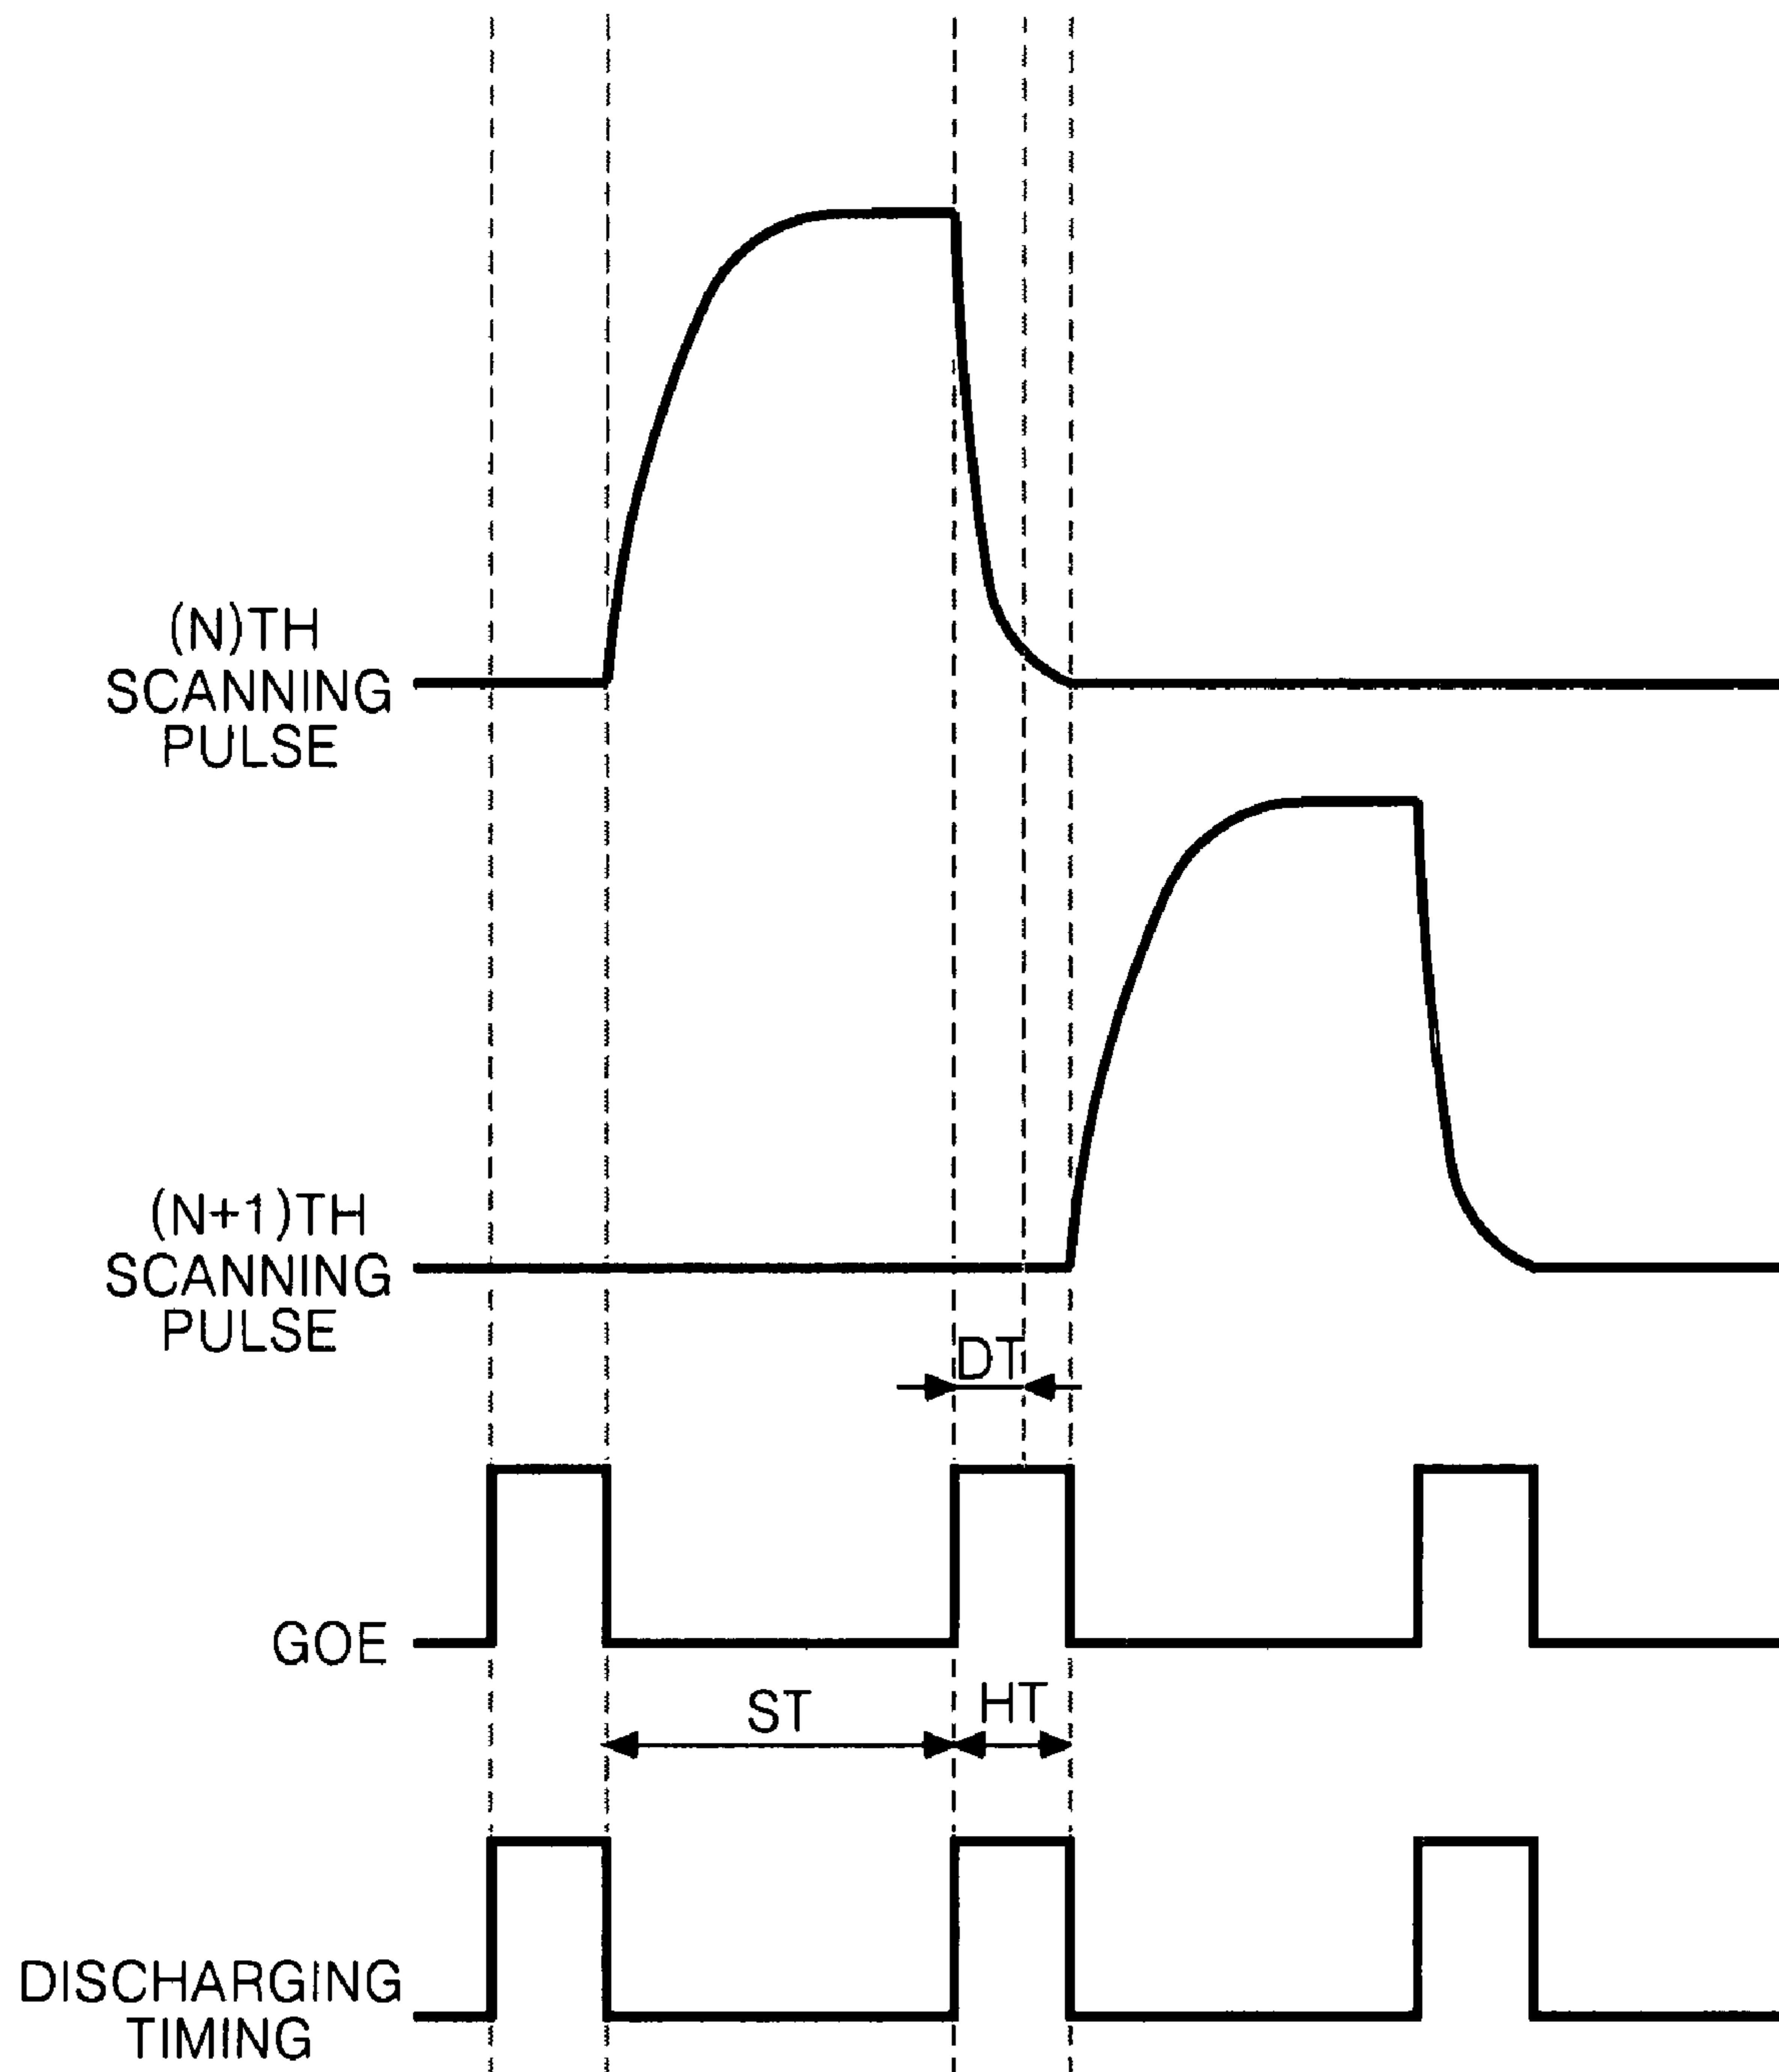 (N)TH
SCANNING
PULSE
(N+1)TH
SCANNING
PULSE
DT
GOE
ST
HT
DISCHARGING
TIMING